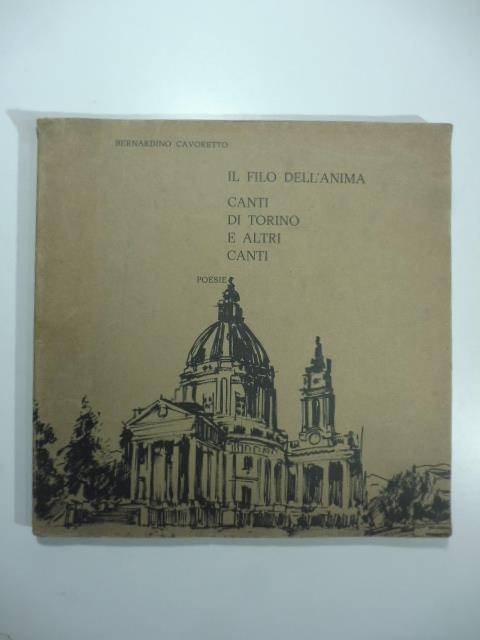 BERNARDINO CAVORETTO
IL FILO DELL'ANIMA
CANTI
DI TORINO
E ALTRI
CANTI
POESIE